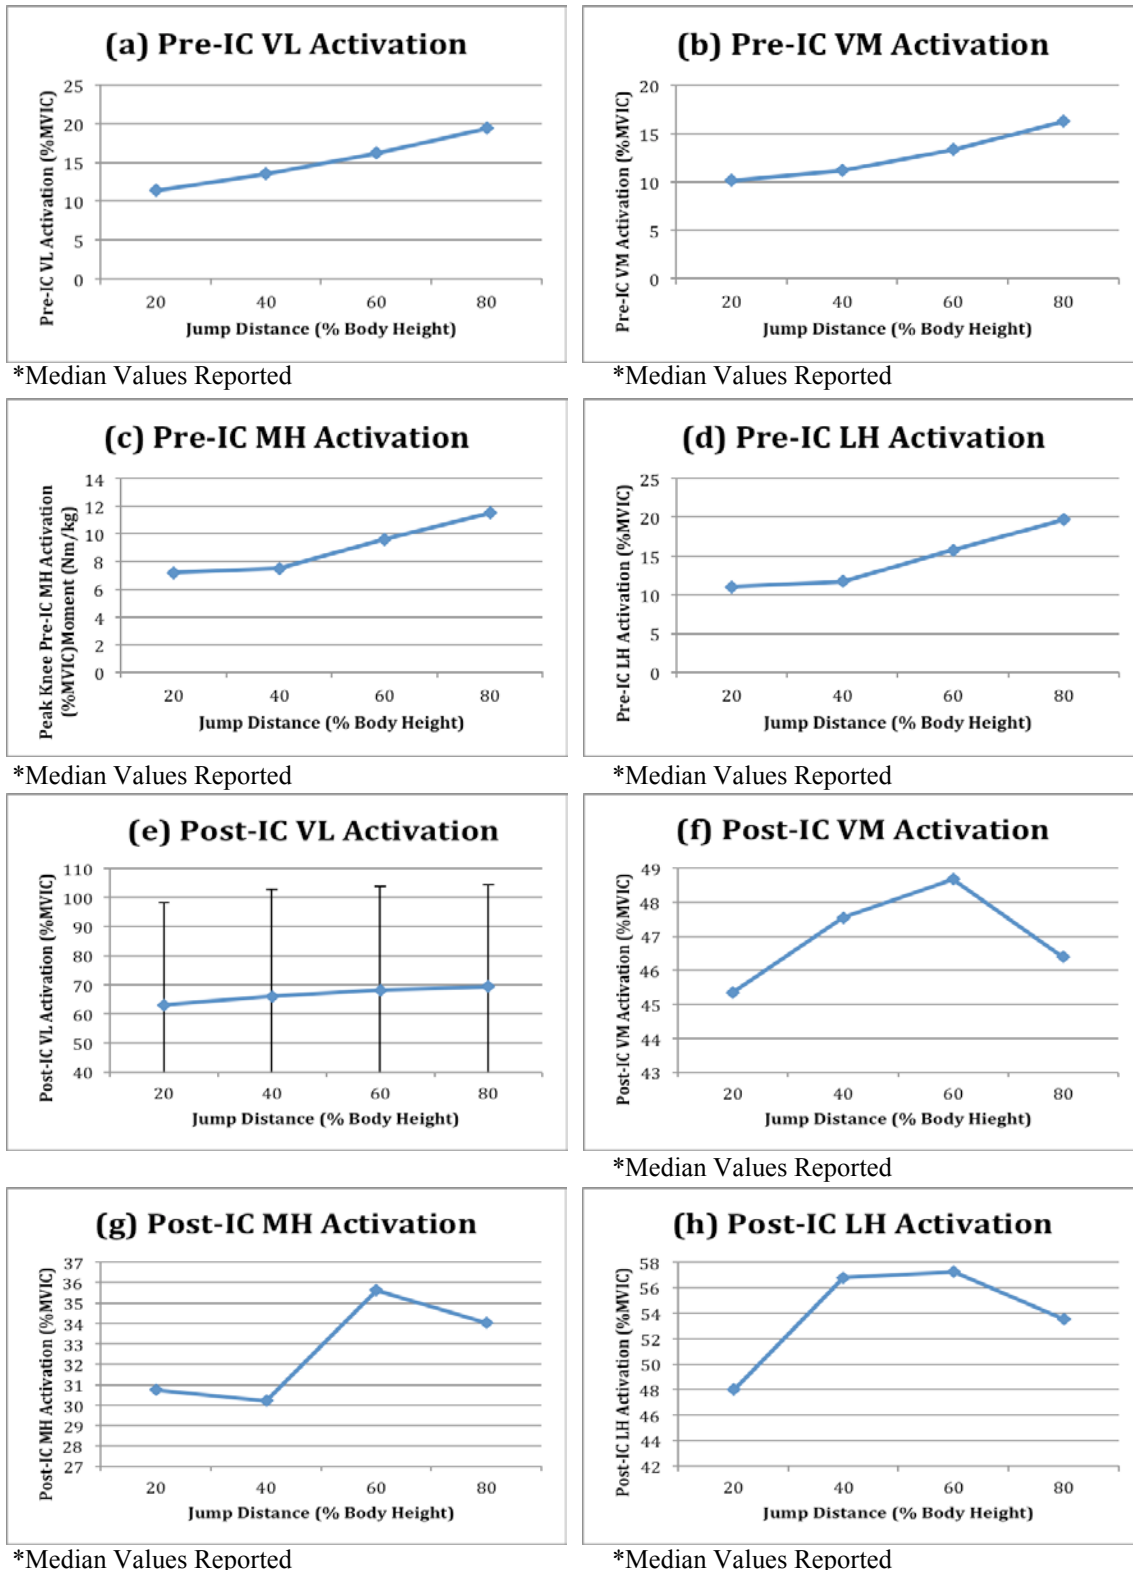 (a) Pre-IC VL Activation
Pre-IC VL Activation (%MVIC)
25
20
15
10
5
0
20 40 60 80
Jump Distance (% Body Height)
*Median Values Reported
(b) Pre-IC VM Activation
Pre-IC VM Activation (%MVIC)
20
15
10
5
0
20 40 60 80
Jump Distance (% Body Height)
*Median Values Reported
(c) Pre-IC MH Activation
Peak Knee Pre-IC MH Activation
(%MVIC)Moment (Nm/kg)
14
12
10
8
6
4
2
0
20 40 60 80
Jump Distance (% Body Height)
*Median Values Reported
(d) Pre-IC LH Activation
Pre-IC LH Activation (%MVIC)
25
20
15
10
5
0
20 40 60 80
Jump Distance (% Body Height)
*Median Values Reported
(e) Post-IC VL Activation
Post-IC VL Activation (%MVIC)
110
100
90
80
70
60
50
40
20 40 60 80
Jump Distance (% Body Height)
(f) Post-IC VM Activation
Post-IC VM Activation (%MVIC)
49
48
47
46
45
44
43
20 40 60 80
Jump Distance (% Body Hieght)
*Median Values Reported
(g) Post-IC MH Activation
Post-IC MH Activation (%MVIC)
37
36
35
34
33
32
31
30
29
28
27
20 40 60 80
Jump Distance (% Body Height)
*Median Values Reported
(h) Post-IC LH Activation
Post-IC LH Activation (%MVIC)
58
56
54
52
50
48
46
44
42
20 40 60 80
Jump Distance (% Body Height)
*Median Values Reported